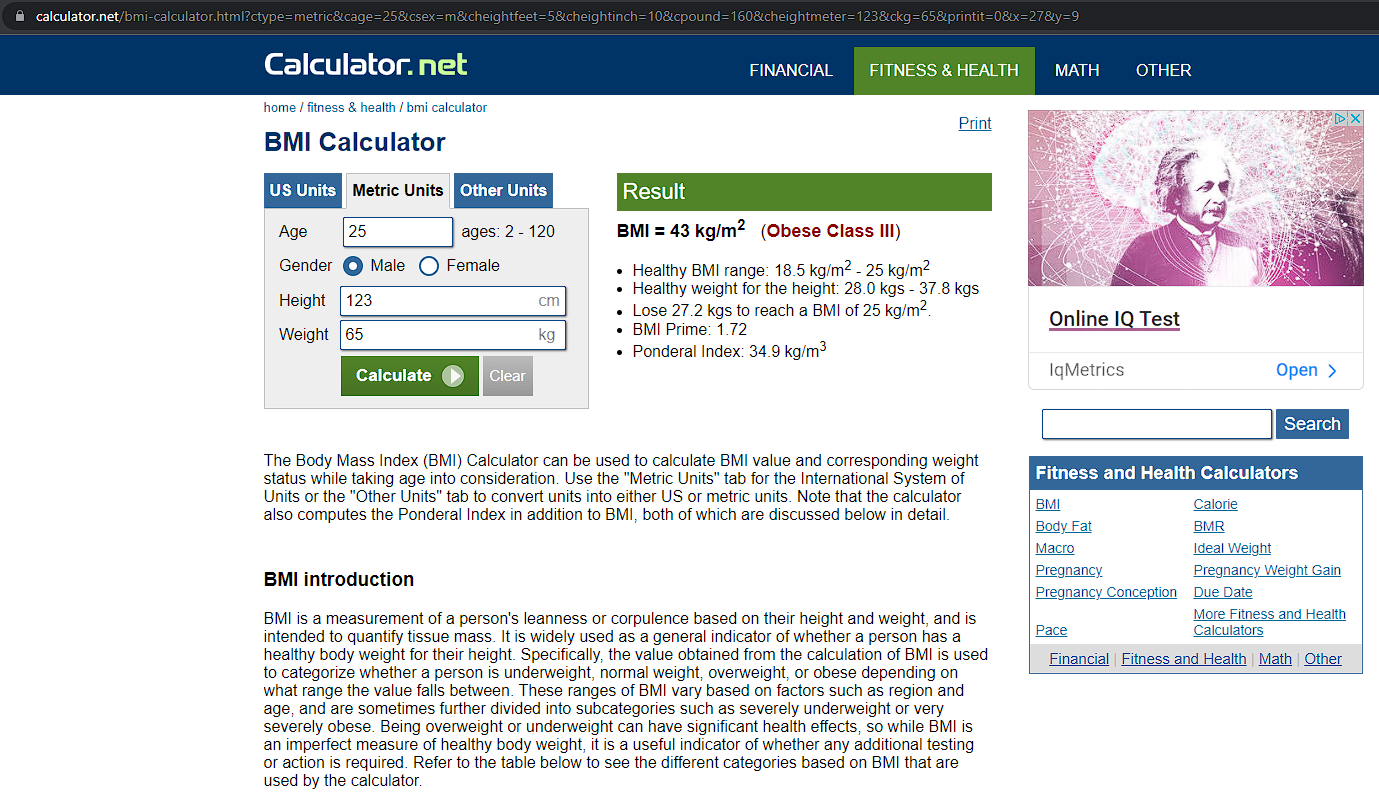 calculator.net/bmi-calculator.html?ctype=metric&cage=25&csex=m&cheightfeet=5&cheightinch=10&cpound=160&cheightmeter=123&ckg=65&printit=0&x=27&y=9
Calculator.net
FINANCIAL FITNESS & HEALTH MATH OTHER
home / fitness & health / bmi calculator
Print
BMI Calculator
US Units Metric Units Other Units
Age 25 ages: 2 - 120
Gender Male Female
Height 123 cm
Weight 65 kg
Calculate Clear
Result
BMI = 43 kg/m² (Obese Class III)
Healthy BMI range: 18.5 kg/m² - 25 kg/m²
Healthy weight for the height: 28.0 kgs - 37.8 kgs
Lose 27.2 kgs to reach a BMI of 25 kg/m².
BMI Prime: 1.72
Ponderal Index: 34.9 kg/m³
The Body Mass Index (BMI) Calculator can be used to calculate BMI value and corresponding weight
status while taking age into consideration. Use the "Metric Units" tab for the International System of
Units or the "Other Units" tab to convert units into either US or metric units. Note that the calculator
also computes the Ponderal Index in addition to BMI, both of which are discussed below in detail.
BMI introduction
BMI is a measurement of a person's leanness or corpulence based on their height and weight, and is
intended to quantify tissue mass. It is widely used as a general indicator of whether a person has a
healthy body weight for their height. Specifically, the value obtained from the calculation of BMI is used
to categorize whether a person is underweight, normal weight, overweight, or obese depending on
what range the value falls between. These ranges of BMI vary based on factors such as region and
age, and are sometimes further divided into subcategories such as severely underweight or very
severely obese. Being overweight or underweight can have significant health effects, so while BMI is
an imperfect measure of healthy body weight, it is a useful indicator of whether any additional testing
or action is required. Refer to the table below to see the different categories based on BMI that are
used by the calculator.
Online IQ Test
IqMetrics Open
Search
Fitness and Health Calculators
BMI Calorie
Body Fat BMR
Macro Ideal Weight
Pregnancy Pregnancy Weight Gain
Pregnancy Conception Due Date
Pace More Fitness and Health
Calculators
Financial | Fitness and Health | Math | Other